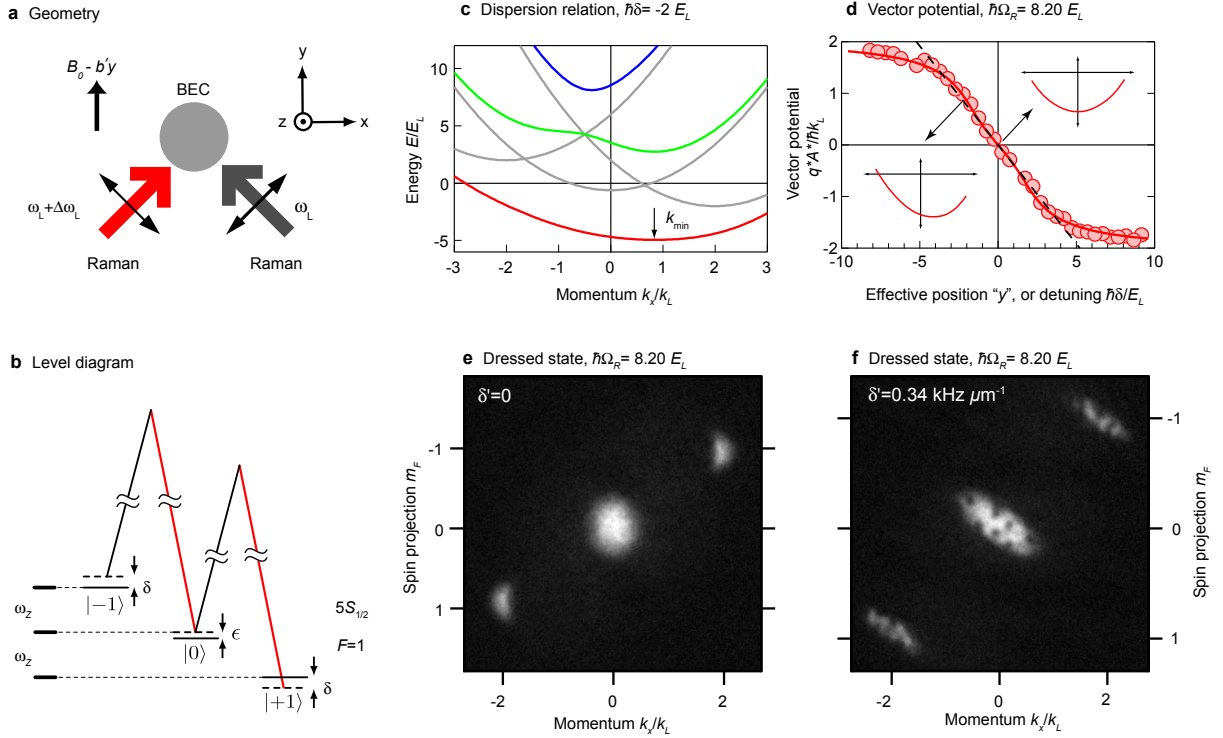 a Geometry
B0 - b'y
BEC
y
z
x
ωL+ΔωL
ωL
Raman
Raman
b Level diagram
δ
|−1⟩
ωZ
5S1/2
ϵ
|0⟩
F=1
ωZ
δ
|+1⟩
c Dispersion relation, ħδ= -2 EL
10
5
0
-5
Energy E/EL
kmin
-3 -2 -1 0 1 2 3
Momentum kx/kL
d Vector potential, ħΩR= 8.20 EL
2
1
0
-1
-2
Vector potential
q*A*/ħkL
-10 -5 0 5 10
Effective position “y”, or detuning ħδ/EL
e Dressed state, ħΩR= 8.20 EL
δ'=0
-1
0
1
Spin projection mF
-2 0 2
Momentum kx/kL
f Dressed state, ħΩR= 8.20 EL
δ'=0.34 kHz µm-1
-1
0
1
Spin projection mF
-2 0 2
Momentum kx/kL